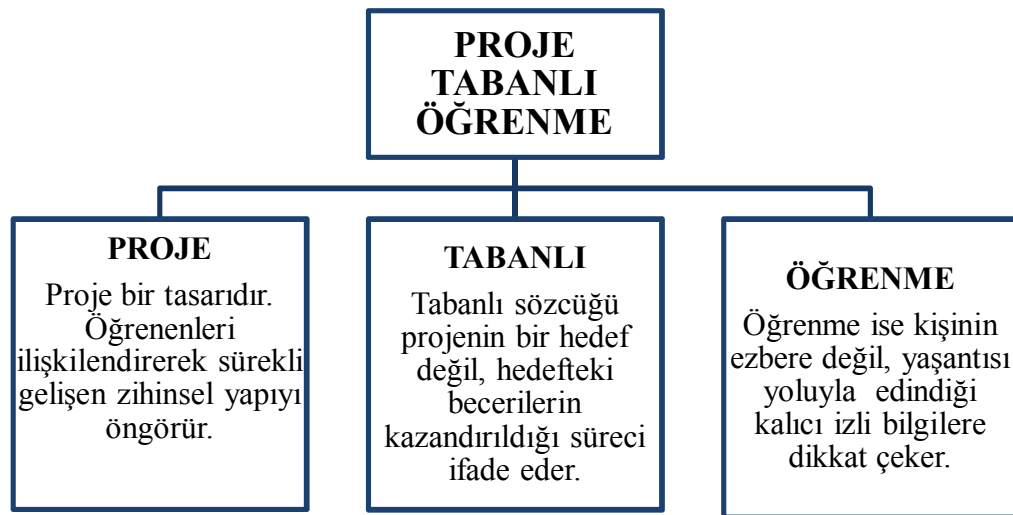 PROJE
TABANLI
ÖĞRENME
PROJE
Proje bir tasarıdır.
Öğrenenleri
ilişkilendirerek sürekli
gelişen zihinsel yapıyı
öngörür.
TABANLI
Tabanlı sözcüğü
projenin bir hedef
değil, hedefteki
becerilerin
kazandırıldığı süreci
ifade eder.
ÖĞRENME
Öğrenme ise kişinin
ezbere değil, yaşantısı
yoluyla edindiği
kalıcı izli bilgilere
dikkat çeker.